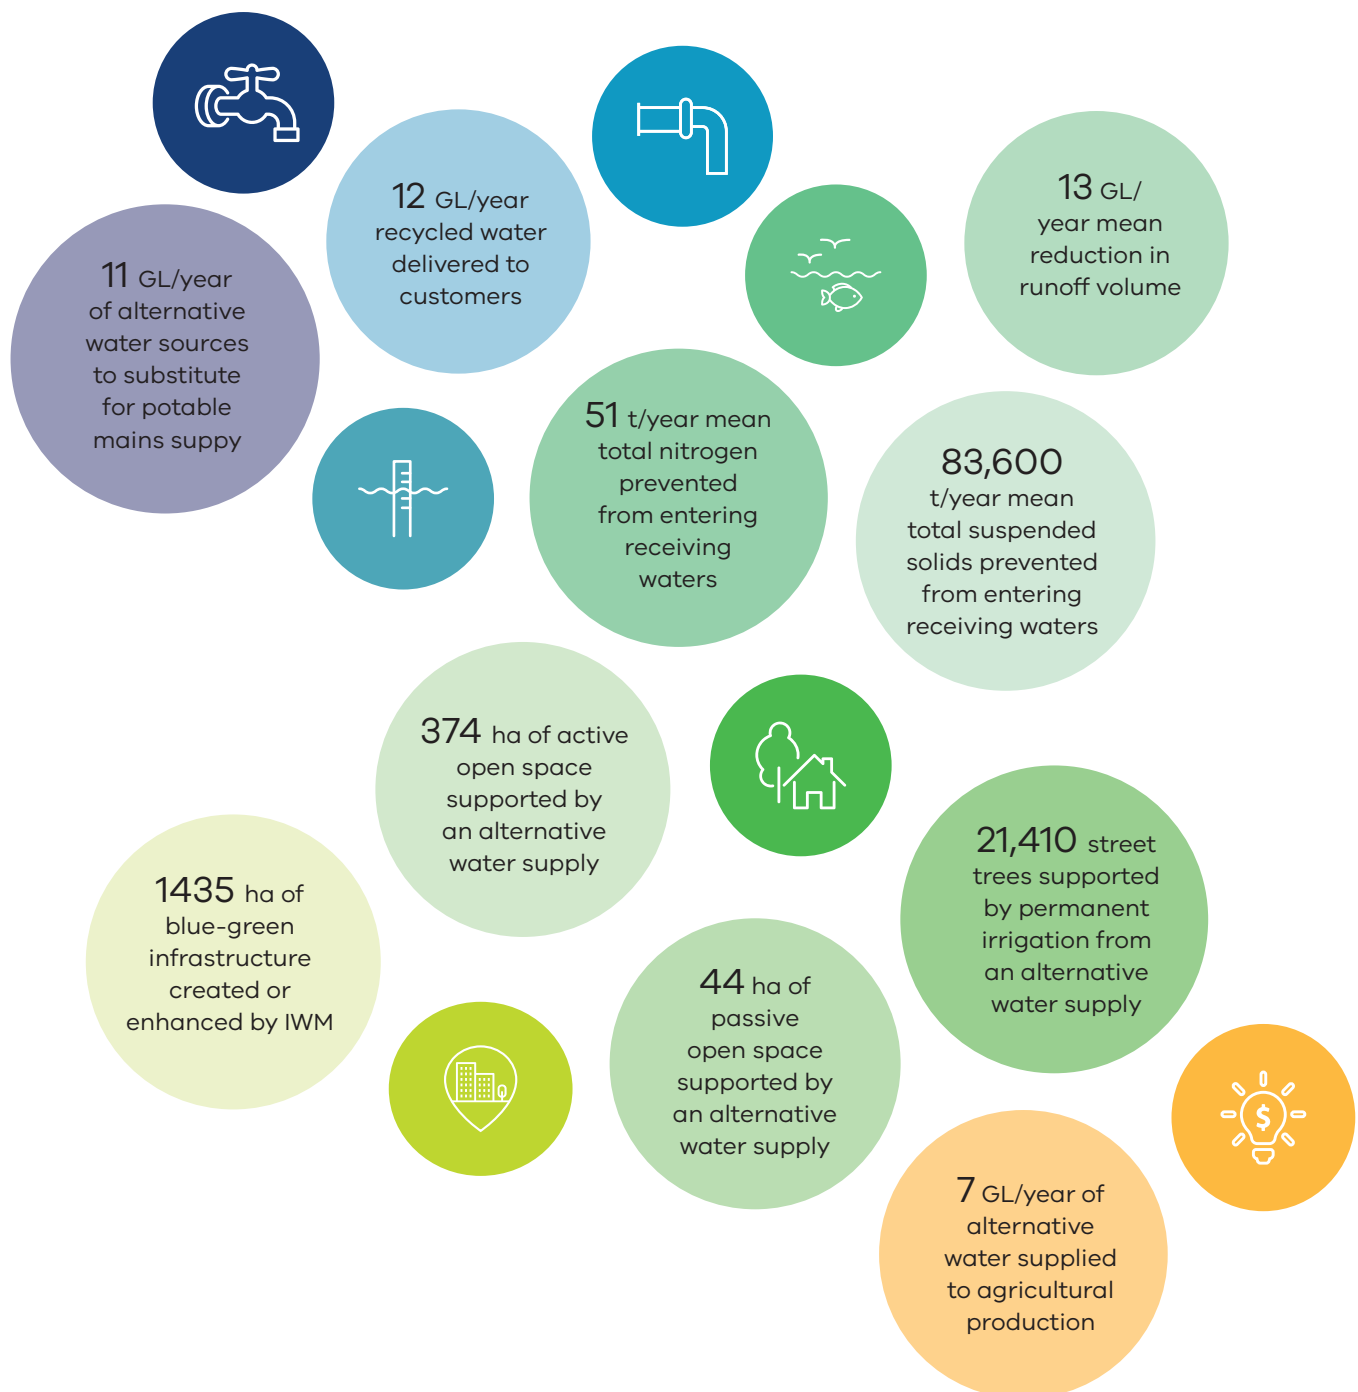 12 GL/year
recycled water
delivered to
customers
13 GL/
year mean
reduction in
runoff volume
11 GL/year
of alternative
water sources
to substitute
for potable
mains suppy
51 t/year mean
total nitrogen
prevented
from entering
receiving
waters
83,600
t/year mean
total suspended
solids prevented
from entering
receiving waters
374 ha of active
open space
supported by
an alternative
water supply
21,410 street
trees supported
by permanent
irrigation from
an alternative
water supply
1435 ha of
blue-green
infrastructure
created or
enhanced by IWM
44 ha of
passive
open space
supported by
an alternative
water supply
$
7 GL/year of
alternative
water supplied
to agricultural
production